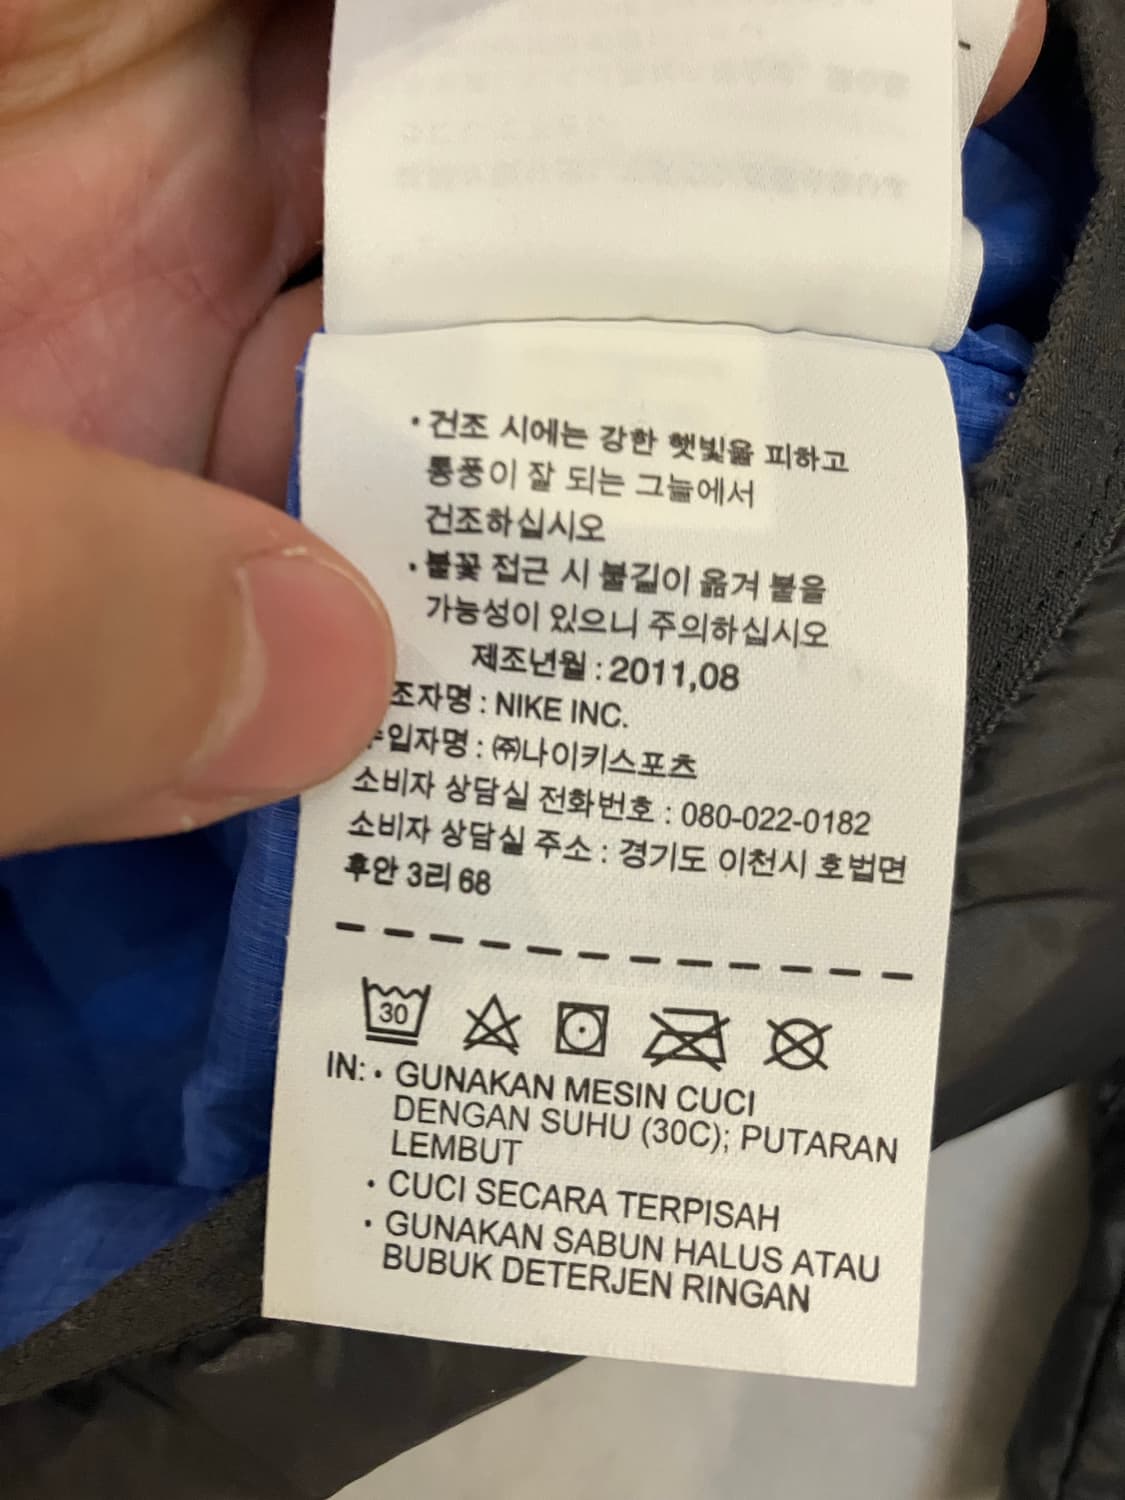 • 건조 시에는 강한 햇빛을 피하고
통풍이 잘 되는 그늘에서
건조하십시오
• 불꽃 접근 시 불길이 옮겨 붙을
가능성이 있으니 주의하십시오
제조년월 : 2011,08
조자명 : NIKE INC.
입자명 : ㈜나이키스포츠
소비자 상담실 전화번호 : 080-022-0182
소비자 상담실 주소 : 경기도 이천시 호법면
후안 3리 68
30
IN: • GUNAKAN MESIN CUCI
DENGAN SUHU (30C); PUTARAN
LEMBUT
• CUCI SECARA TERPISAH
• GUNAKAN SABUN HALUS ATAU
BUBUK DETERJEN RINGAN